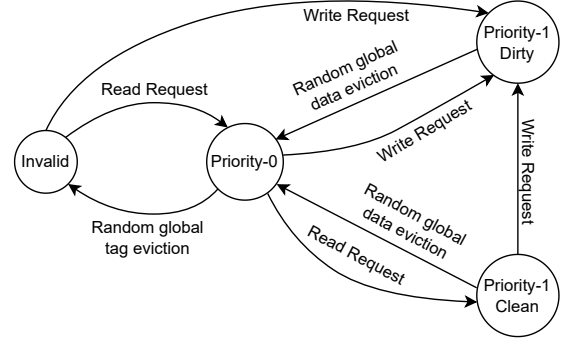 Write Request
Priority-1
Dirty
Random global
data eviction
Read Request
Write Request
Invalid
Priority-0
Write Request
Random global
data eviction
Random global
tag eviction
Read Request
Priority-1
Clean